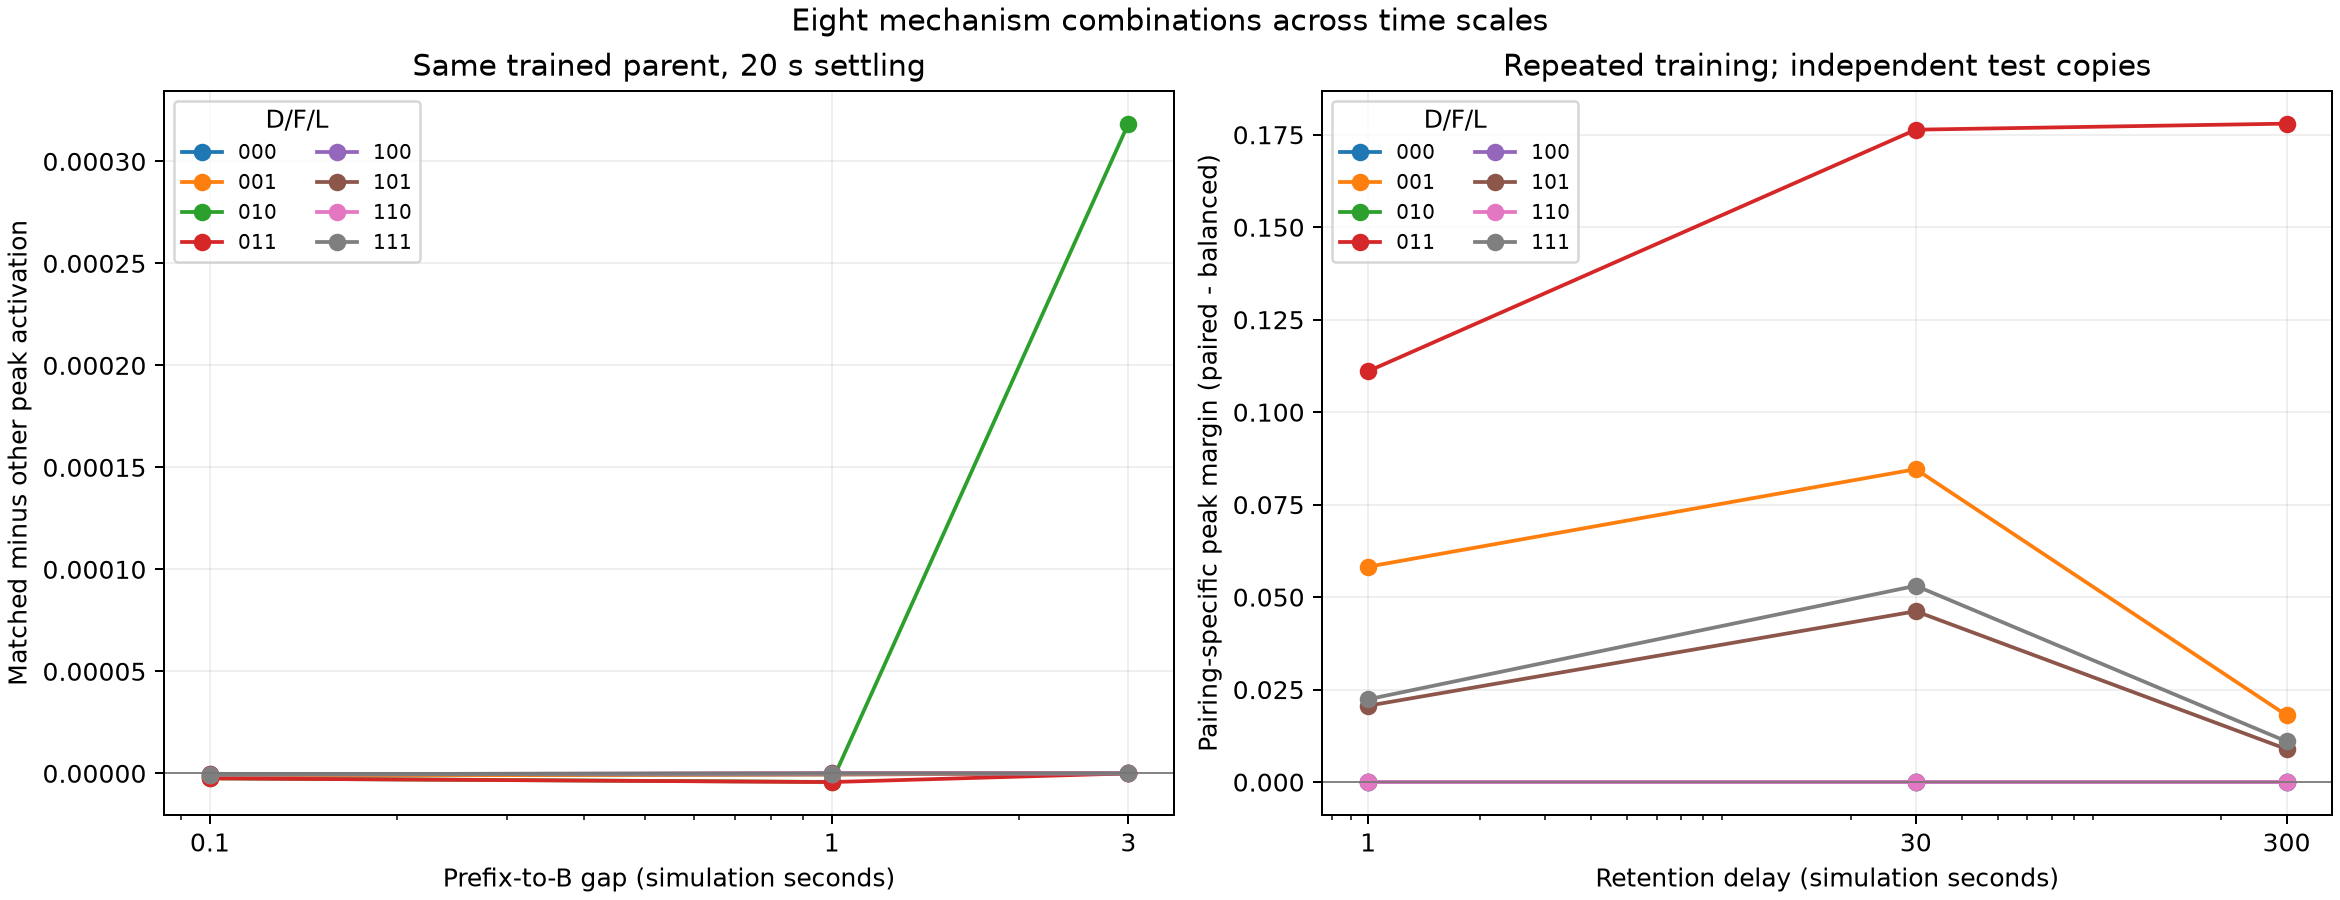 Eight mechanism combinations across time scales
Same trained parent, 20 s settling
Matched minus other peak activation
0.00030
0.00025
0.00020
0.00015
0.00010
0.00005
0.00000
D/F/L
000 100
001 101
010 110
011 111
0.1 1 3
Prefix-to-B gap (simulation seconds)
Repeated training; independent test copies
Pairing-specific peak margin (paired - balanced)
0.175
0.150
0.125
0.100
0.075
0.050
0.025
0.000
D/F/L
000 100
001 101
010 110
011 111
1 30 300
Retention delay (simulation seconds)